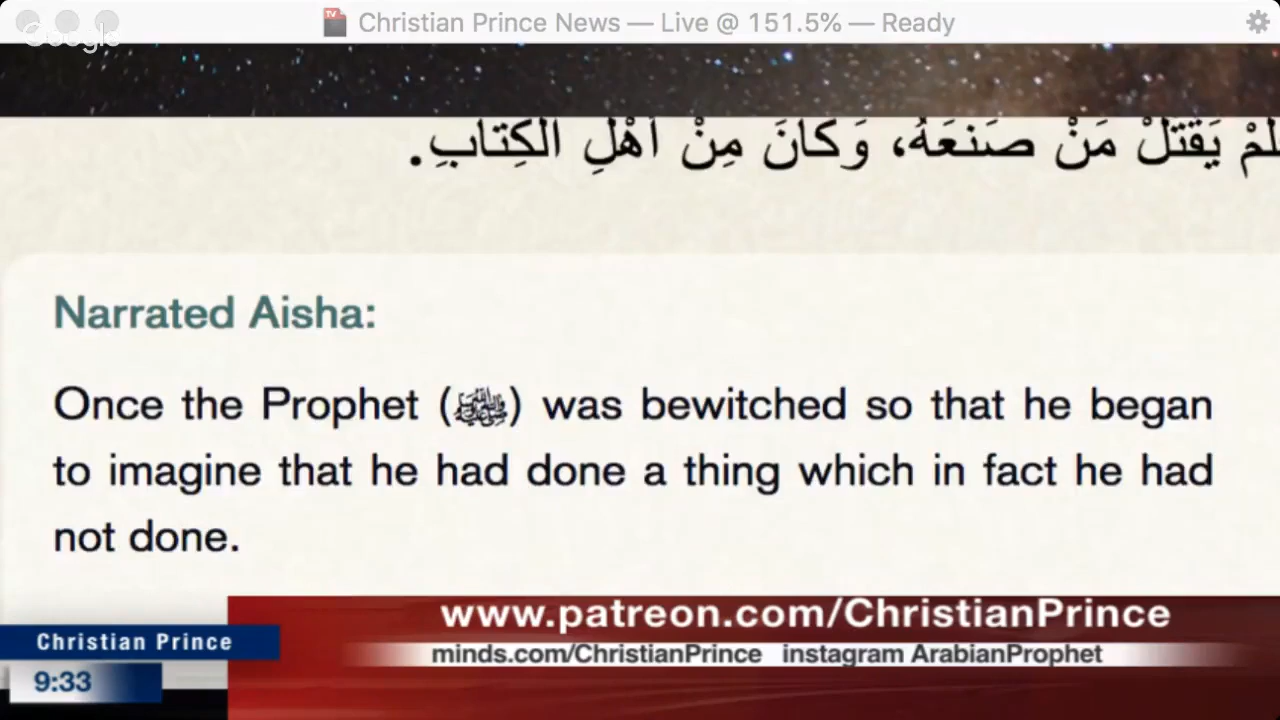 Christian Prince News — Live @ 151.5% — Ready
Google
لَمْ يَقْتُلْ مَنْ صَنَعَهُ، وَكَانَ مِنْ أَهْلِ الْكِتَابِ.
Narrated Aisha:
Once the Prophet (ﷺ) was bewitched so that he began
to imagine that he had done a thing which in fact he had
not done.
www.patreon.com/ChristianPrince
Christian Prince
minds.com/ChristianPrince instagram ArabianProphet
9:33